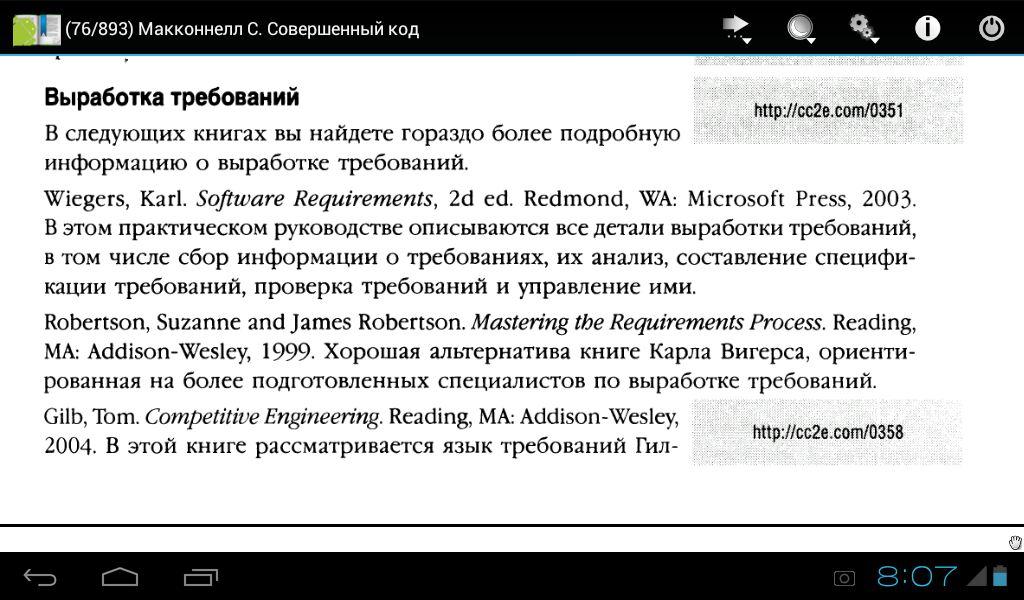 (76/893) Макконнелл С. Совершенный код
Выработка требований
http://cc2e.com/0351
В следующих книгах вы найдете гораздо более подробную
информацию о выработке требований.
Wiegers, Karl. Software Requirements, 2d ed. Redmond, WA: Microsoft Press, 2003.
В этом практическом руководстве описываются все детали выработки требований,
в том числе сбор информации о требованиях, их анализ, составление специфи-
кации требований, проверка требований и управление ими.
Robertson, Suzanne and James Robertson. Mastering the Requirements Process. Reading,
MA: Addison-Wesley, 1999. Хорошая альтернатива книге Карла Вигерса, ориенти-
рованная на более подготовленных специалистов по выработке требований.
Gilb, Tom. Competitive Engineering. Reading, MA: Addison-Wesley,
http://cc2e.com/0358
2004. В этой книге рассматривается язык требований Гил-
8:07